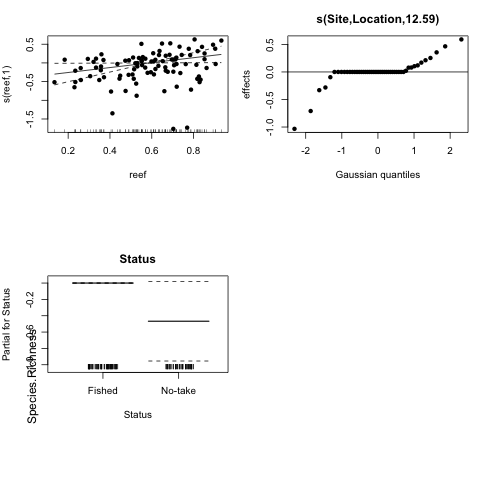 s(Site,Location,12.59)
s(reef,1)
0.5
-0.5
-1.5
0.2 0.4 0.6 0.8
reef
effects
0.5
0.0
-0.5
-1.0
-2 -1 0 1 2
Gaussian quantiles
Status
Partial for Status
-0.2
Species.Richness
Fished No-take
Status